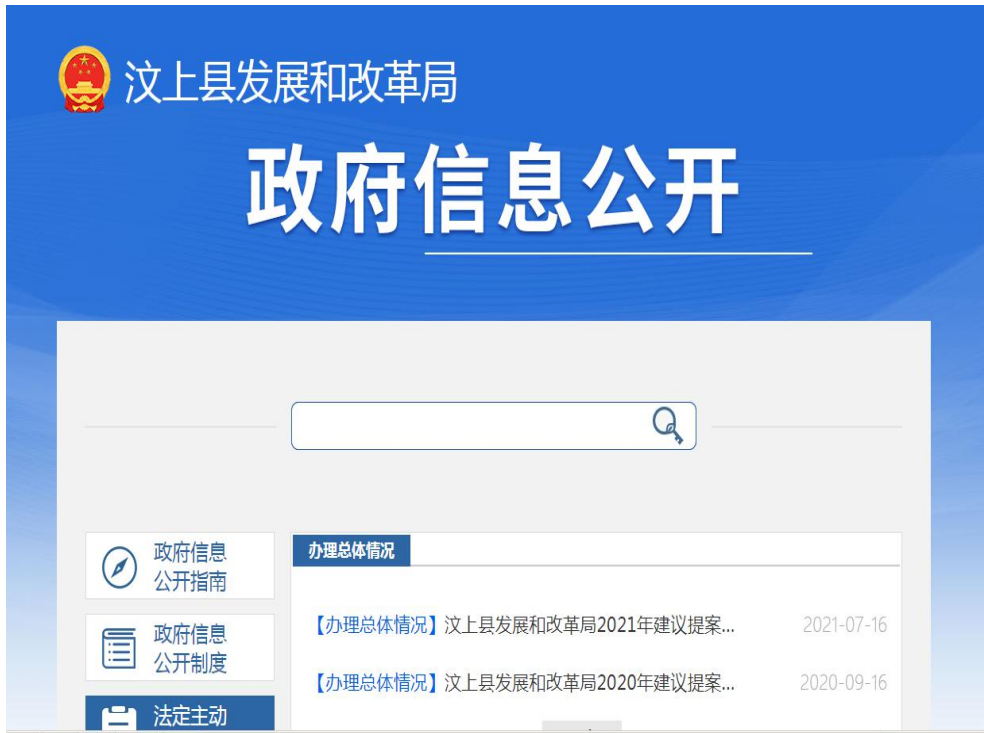 汶上县发展和改革局
政府信息公开
政府信息
公开指南
政府信息
公开制度
法定主动
办理总体情况
【办理总体情况】汶上县发展和改革局2021年建议提案... 2021-07-16
【办理总体情况】汶上县发展和改革局2020年建议提案... 2020-09-16